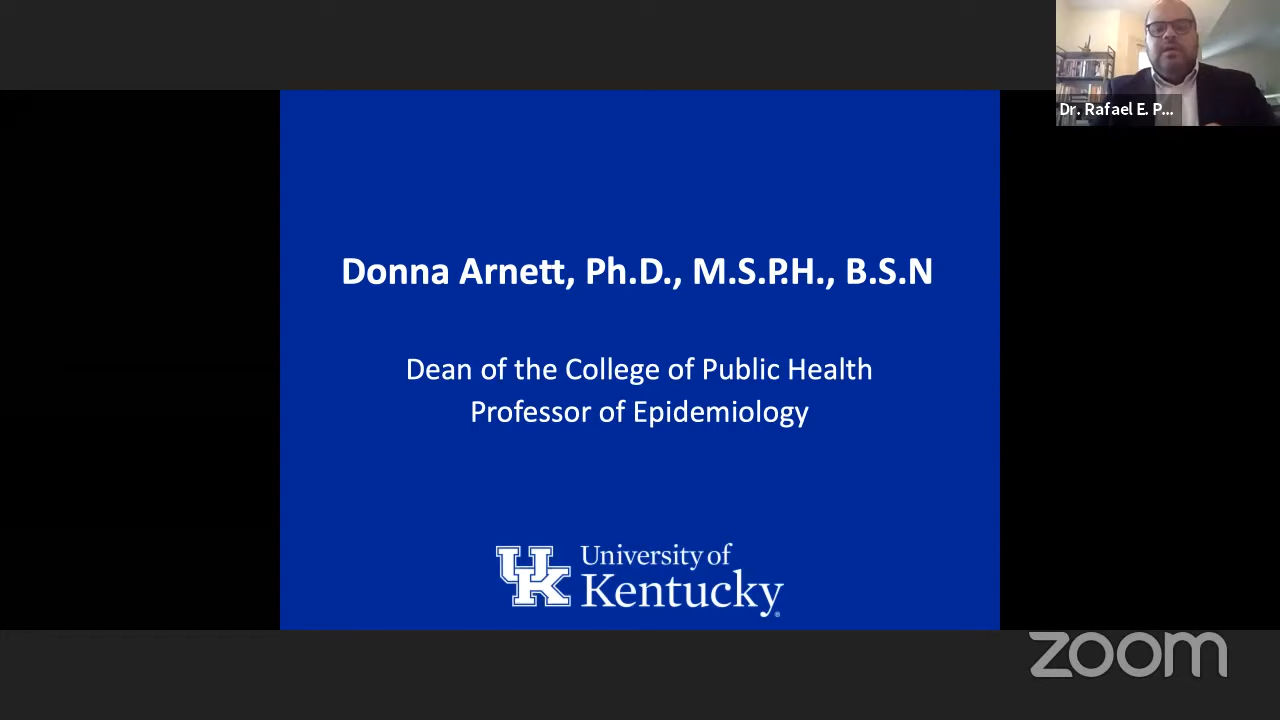 Dr. Rafael E. P...
Donna Arnett, Ph.D., M.S.P.H., B.S.N
Dean of the College of Public Health
Professor of Epidemiology
UK
University of
Kentucky®
zoom